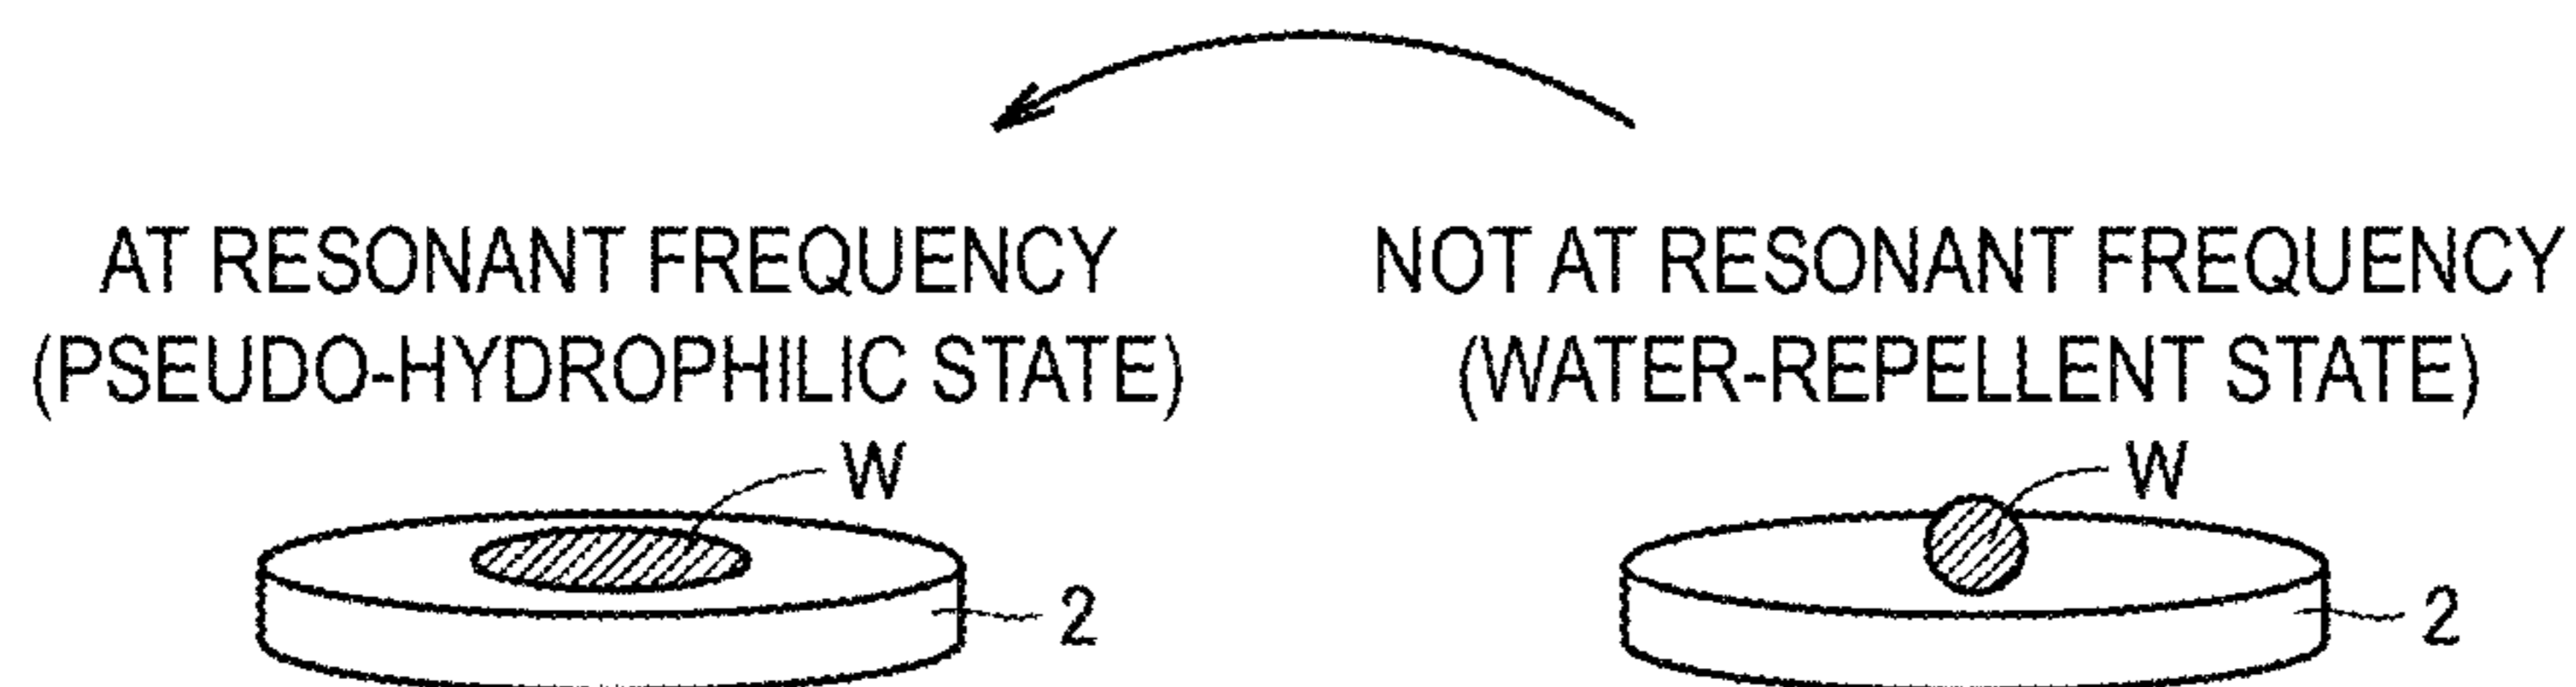 AT RESONANT FREQUENCY
(PSEUDO-HYDROPHILIC STATE)
W
2
NOT AT RESONANT FREQUENCY
(WATER-REPELLENT STATE)
W
2